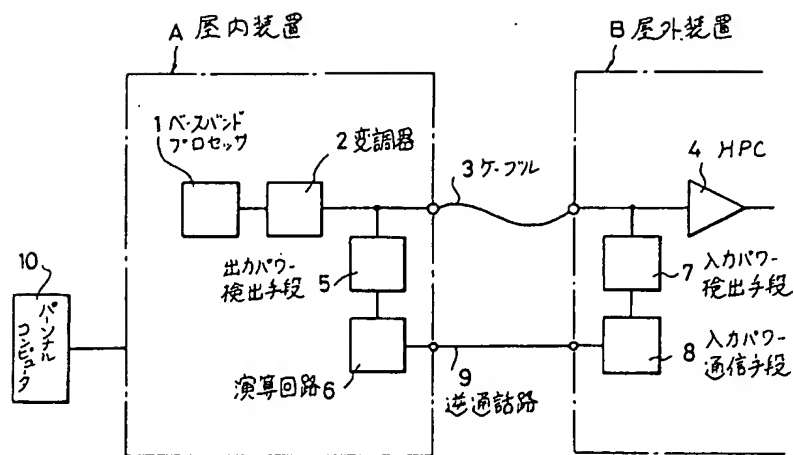 A 屋内装置
B 屋外装置
1 ベースバンド
プロセッサ
2 変調器
3 ケーブル
4 HPC
出力パワー
検出手段
5
7 入力パワー
検出手段
10
パーソナル
コンピュータ
演算回路 6
9
逆通話路
8 入力パワー
通信手段